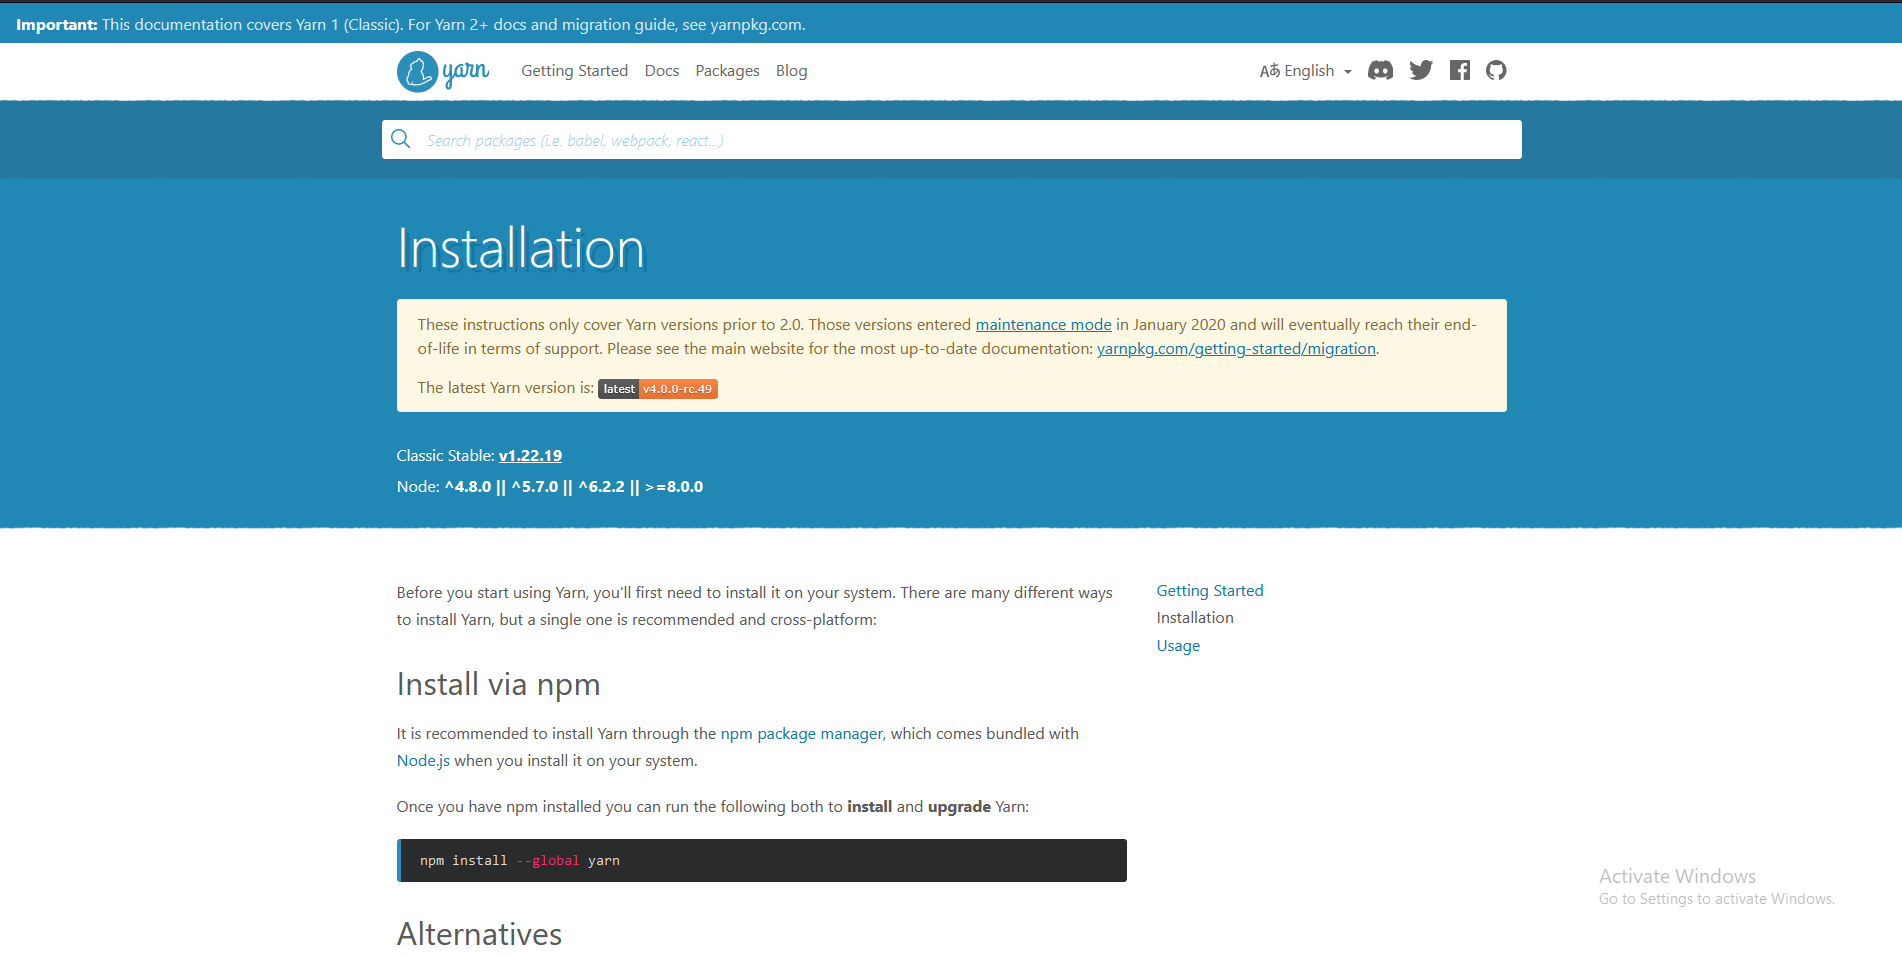 Important: This documentation covers Yarn 1 (Classic). For Yarn 2+ docs and migration guide, see yarnpkg.com.
yarn Getting Started Docs Packages Blog Aあ English
Search packages (i.e. babel, webpack, react...)
Installation
These instructions only cover Yarn versions prior to 2.0. Those versions entered maintenance mode in January 2020 and will eventually reach their end-
of-life in terms of support. Please see the main website for the most up-to-date documentation: yarnpkg.com/getting-started/migration.
The latest Yarn version is: latest v4.0.0-rc.49
Classic Stable: v1.22.19
Node: ^4.8.0 || ^5.7.0 || ^6.2.2 || >=8.0.0
Before you start using Yarn, you'll first need to install it on your system. There are many different ways
to install Yarn, but a single one is recommended and cross-platform:
Getting Started
Installation
Usage
Install via npm
It is recommended to install Yarn through the npm package manager, which comes bundled with
Node.js when you install it on your system.
Once you have npm installed you can run the following both to install and upgrade Yarn:
npm install --global yarn
Alternatives
Activate Windows
Go to Settings to activate Windows.